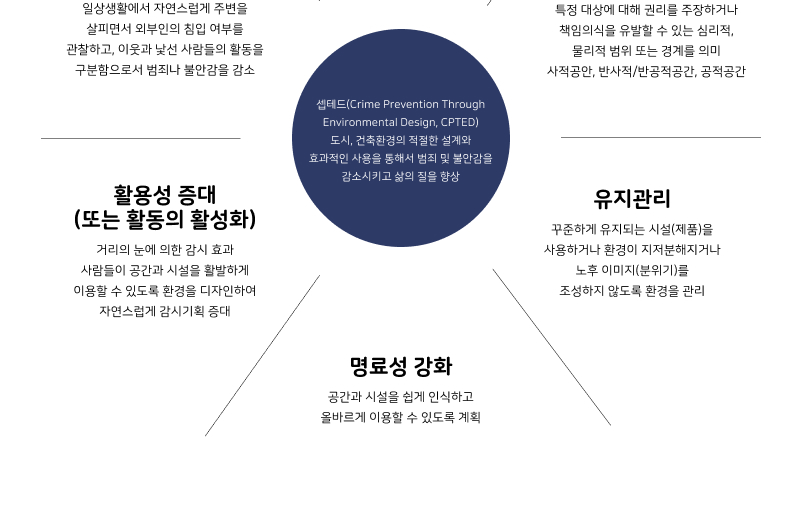 일상생활에서 자연스럽게 주변을
살피면서 외부인의 침입 여부를
관찰하고, 이웃과 낯선 사람들의 활동을
구분함으로서 범죄나 불안감을 감소
특정 대상에 대해 권리를 주장하거나
책임의식을 유발할 수 있는 심리적,
물리적 범위 또는 경계를 의미
사적공안, 반사적/반공적공간, 공적공간
셉테드(Crime Prevention Through
Environmental Design, CPTED)
도시, 건축환경의 적절한 설계와
효과적인 사용을 통해서 범죄 및 불안감을
감소시키고 삶의 질을 향상
활용성 증대
(또는 활동의 활성화)
거리의 눈에 의한 감시 효과
사람들이 공간과 시설을 활발하게
이용할 수 있도록 환경을 디자인하여
자연스럽게 감시기획 증대
유지관리
꾸준하게 유지되는 시설(제품)을
사용하거나 환경이 지저분해지거나
노후 이미지(분위기)를
조성하지 않도록 환경을 관리
명료성 강화
공간과 시설을 쉽게 인식하고
올바르게 이용할 수 있도록 계획